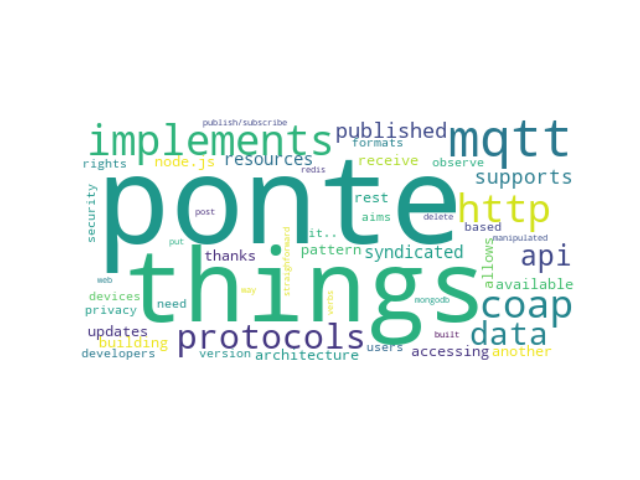 publish/subscribe
implements published mqtt
rights node.js resources formats receive observe
redis supports
ponte rest http
security post aims delete based
put it.. manipulated
thanks pattern syndicated allows api
web things straightforward available
devices need way verbs mongodb coap
privacy
updates protocols built data
building users
developers version architecture accessing another